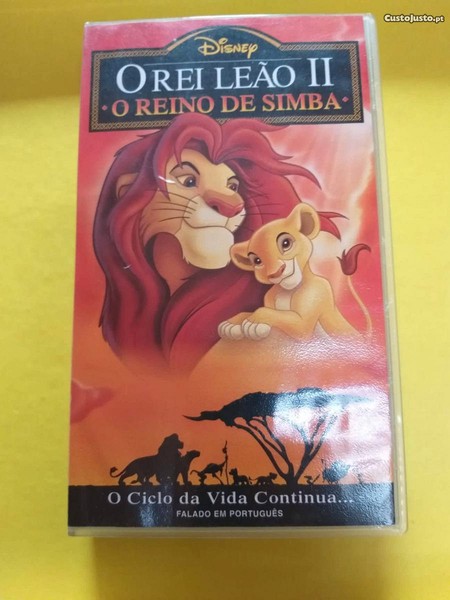 CustoJusto.pt
Disney
O REI LEÃO II
• O REINO DE SIMBA •
O Ciclo da Vida Continua...
FALADO EM PORTUGUÊS